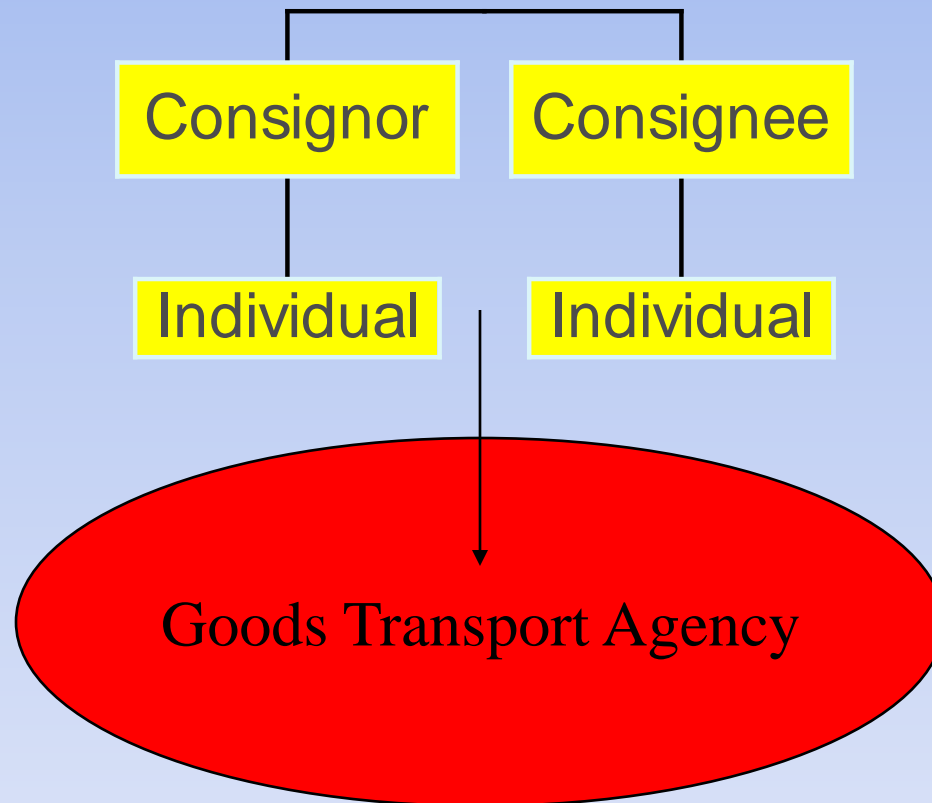 Consignor
Consignee
Individual
Individual
Goods Transport Agency